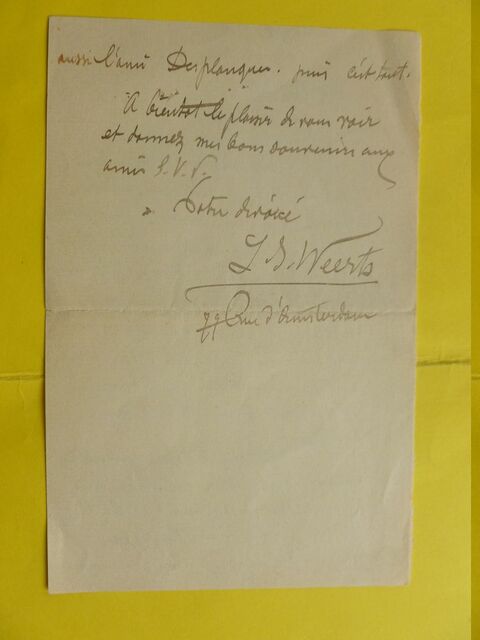 aussi l'ami Desplanques. puis c'est tout.
A bientôt le plaisir de vous voir
et donnez mes bons souvenirs aux
amis S.V.P.
Votre dévoué
J. J. Weerts
79 Rue d'Amsterdam